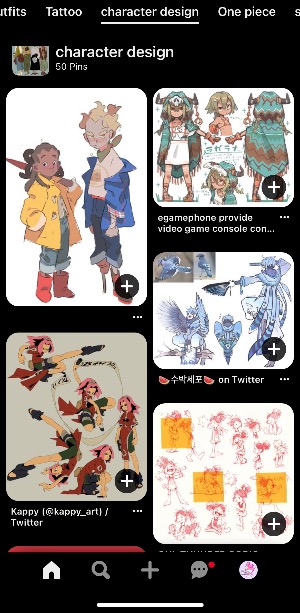 utfits Tattoo character design One piece s
character design
50 Pins
egamephone provide
video game console con...
🍉수박세포🍉 on Twitter
Kappy (@kappy_art) /
Twitter